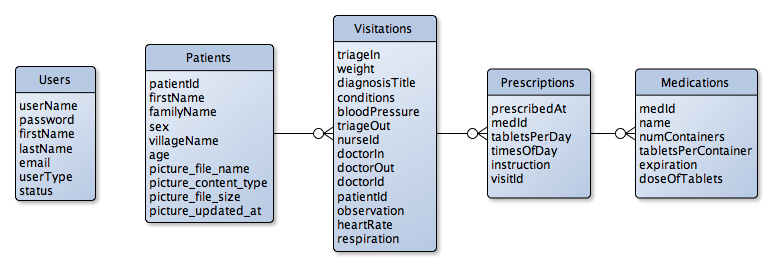 Users
userName
password
firstName
lastName
email
userType
status
Patients
patientId
firstName
familyName
sex
villageName
age
picture_file_name
picture_content_type
picture_file_size
picture_updated_at
Visitations
triageIn
weight
diagnosisTitle
conditions
bloodPressure
triageOut
nurseId
doctorIn
doctorOut
doctorId
patientId
observation
heartRate
respiration
Prescriptions
prescribedAt
medId
tabletsPerDay
timesOfDay
instruction
visitId
Medications
medId
name
numContainers
tabletsPerContainer
expiration
doseOfTablets